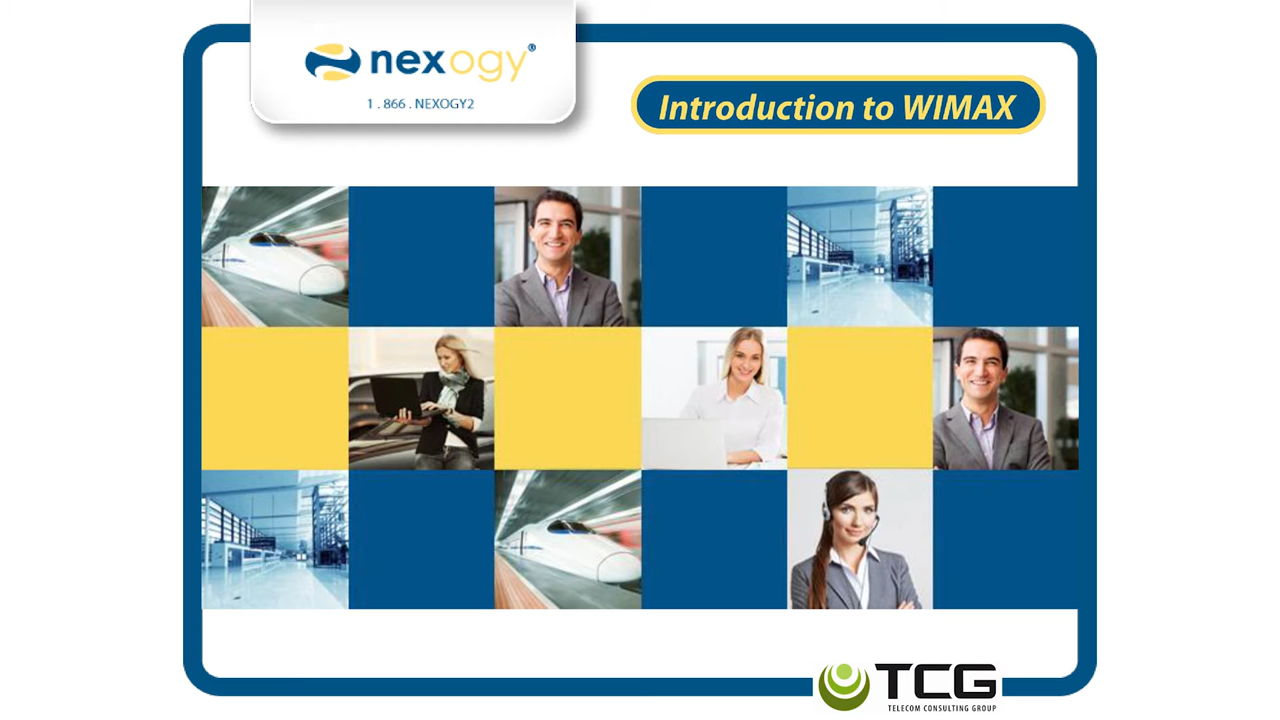 nexogy®
1 . 866 . NEXOGY2
Introduction to WIMAX
TCG
TELECOM CONSULTING GROUP